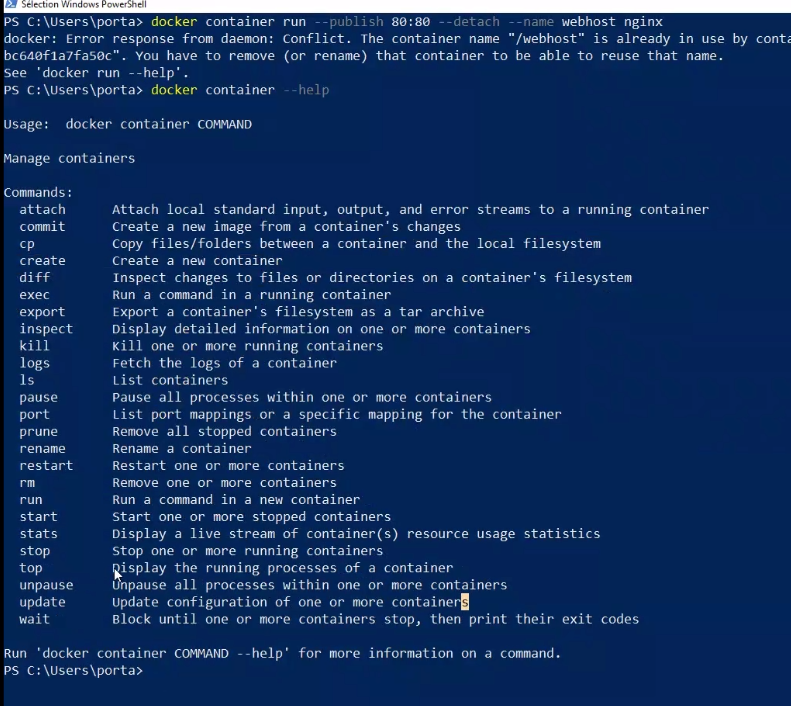 Sélection Windows PowerShell
PS C:\Users\porta> docker container run --publish 80:80 --detach --name webhost nginx
docker: Error response from daemon: Conflict. The container name "/webhost" is already in use by conta
bc640f1a7fa50c". You have to remove (or rename) that container to be able to reuse that name.
See 'docker run --help'.
PS C:\Users\porta> docker container --help
Usage:  docker container COMMAND
Manage containers
Commands:
  attach      Attach local standard input, output, and error streams to a running container
  commit      Create a new image from a container's changes
  cp          Copy files/folders between a container and the local filesystem
  create      Create a new container
  diff        Inspect changes to files or directories on a container's filesystem
  exec        Run a command in a running container
  export      Export a container's filesystem as a tar archive
  inspect     Display detailed information on one or more containers
  kill        Kill one or more running containers
  logs        Fetch the logs of a container
  ls          List containers
  pause       Pause all processes within one or more containers
  port        List port mappings or a specific mapping for the container
  prune       Remove all stopped containers
  rename      Rename a container
  restart     Restart one or more containers
  rm          Remove one or more containers
  run         Run a command in a new container
  start       Start one or more stopped containers
  stats       Display a live stream of container(s) resource usage statistics
  stop        Stop one or more running containers
  top         Display the running processes of a container
  unpause     Unpause all processes within one or more containers
  update      Update configuration of one or more containers
  wait        Block until one or more containers stop, then print their exit codes
Run 'docker container COMMAND --help' for more information on a command.
PS C:\Users\porta>